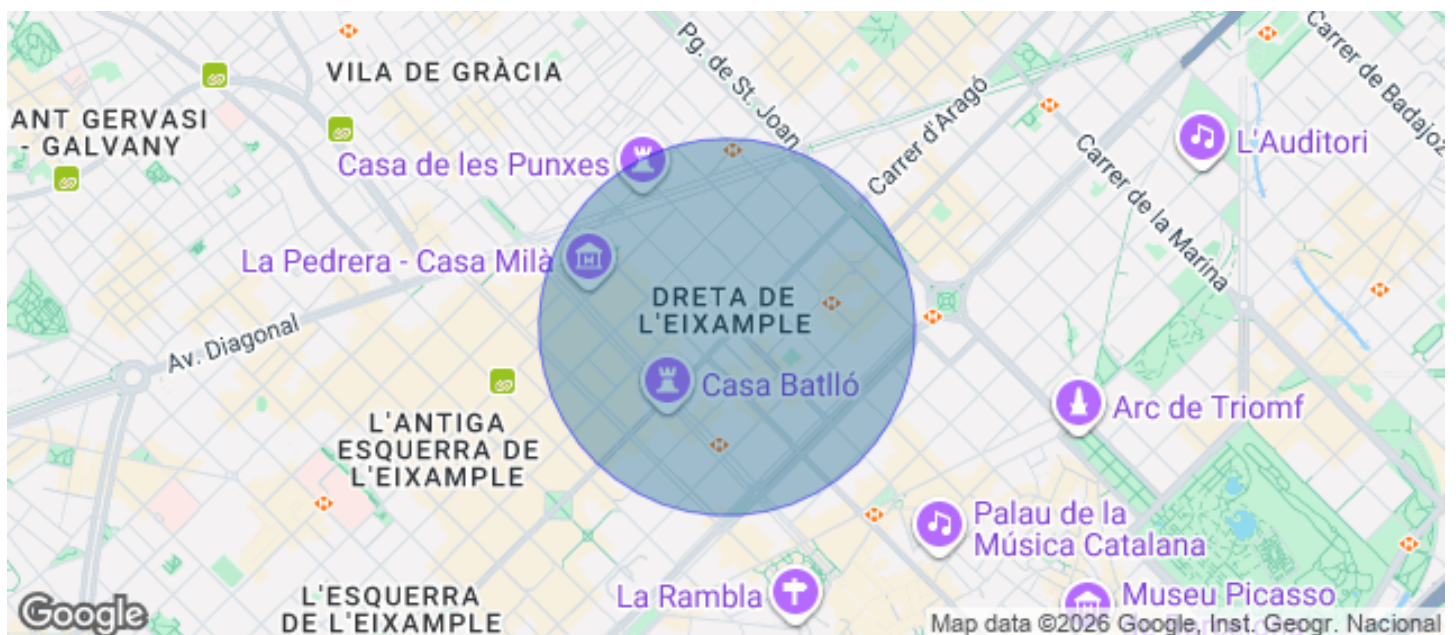 VILA DE GRÀCIA
ANT GERVASI
- GALVANY
Casa de les Punxes
Pg. de St. Joan
Carrer d'Aragó
L'Auditori
Carrer de Badajoz
Carrer de la Marina
La Pedrera - Casa Milà
DRETA DE
L'EIXAMPLE
Av. Diagonal
Casa Batlló
L'ANTIGA
ESQUERRA DE
L'EIXAMPLE
Arc de Triomf
Palau de la
Música Catalana
La Rambla
Museu Picasso
L'ESQUERRA
DE L'EIXAMPLE
Google
Map data ©2026 Google, Inst. Geogr. Nacional